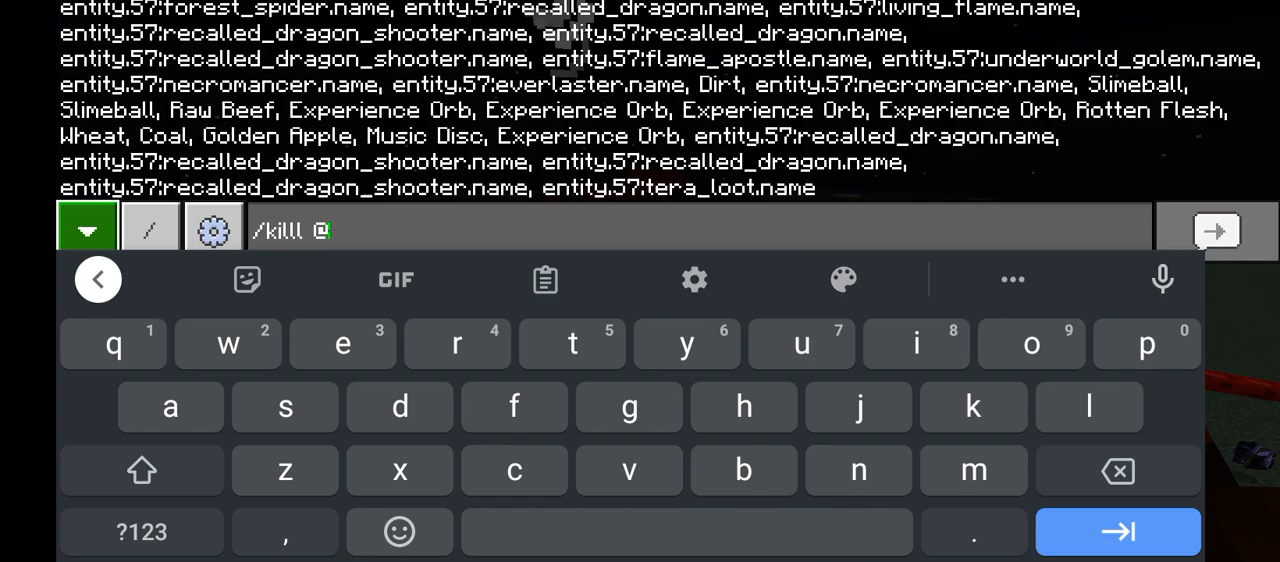 entity.57:forest_spider.name, entity.57:recalled_dragon.name, entity.57:living_flame.name,
entity.57:recalled_dragon_shooter.name, entity.57:recalled_dragon.name,
entity.57:recalled_dragon_shooter.name, entity.57:flame_apostle.name, entity.57:underworld_golem.name,
entity.57:necromancer.name, entity.57:everlaster.name, Dirt, entity.57:necromancer.name, Slimeball,
Slimeball, Raw Beef, Experience Orb, Experience Orb, Experience Orb, Experience Orb, Rotten Flesh,
Wheat, Coal, Golden Apple, Music Disc, Experience Orb, entity.57:recalled_dragon.name,
entity.57:recalled_dragon_shooter.name, entity.57:recalled_dragon.name,
entity.57:recalled_dragon_shooter.name, entity.57:tera_loot.name
/ /killl @
GIF
q 1 w 2 e 3 r 4 t 5 y 6 u 7 i 8 o 9 p 0
a s d f g h j k l
z x c v b n m
?123 , .